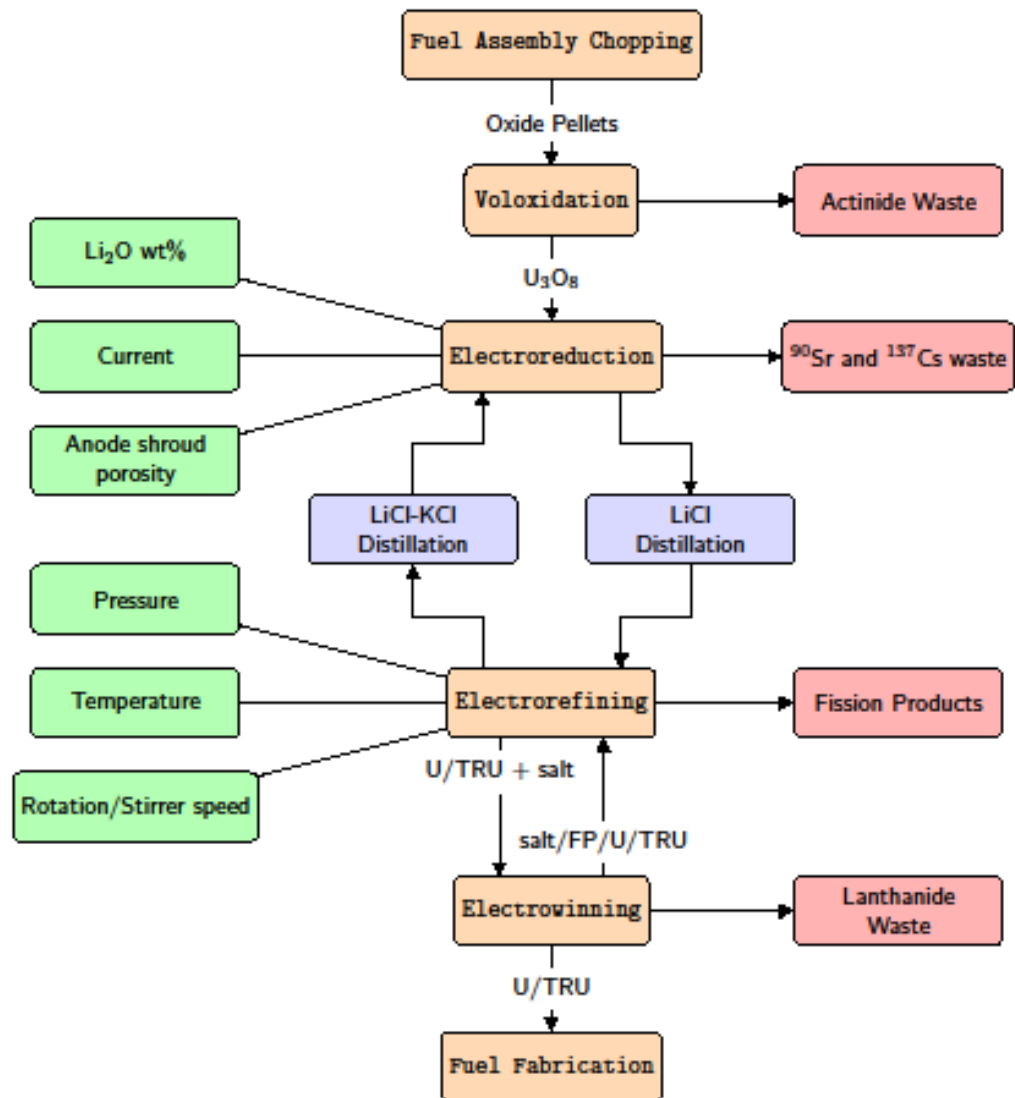 Fuel Assembly Chopping
Oxide Pellets
Voloxidation
Actinide Waste
Li₂O wt%
U₃O₈
Current
Electroreduction
⁹⁰Sr and ¹³⁷Cs waste
Anode shroud
porosity
LiCl-KCl
Distillation
LiCl
Distillation
Pressure
Temperature
Electrorefining
Fission Products
U/TRU + salt
Rotation/Stirrer speed
salt/FP/U/TRU
Electrowinning
Lanthanide
Waste
U/TRU
Fuel Fabrication